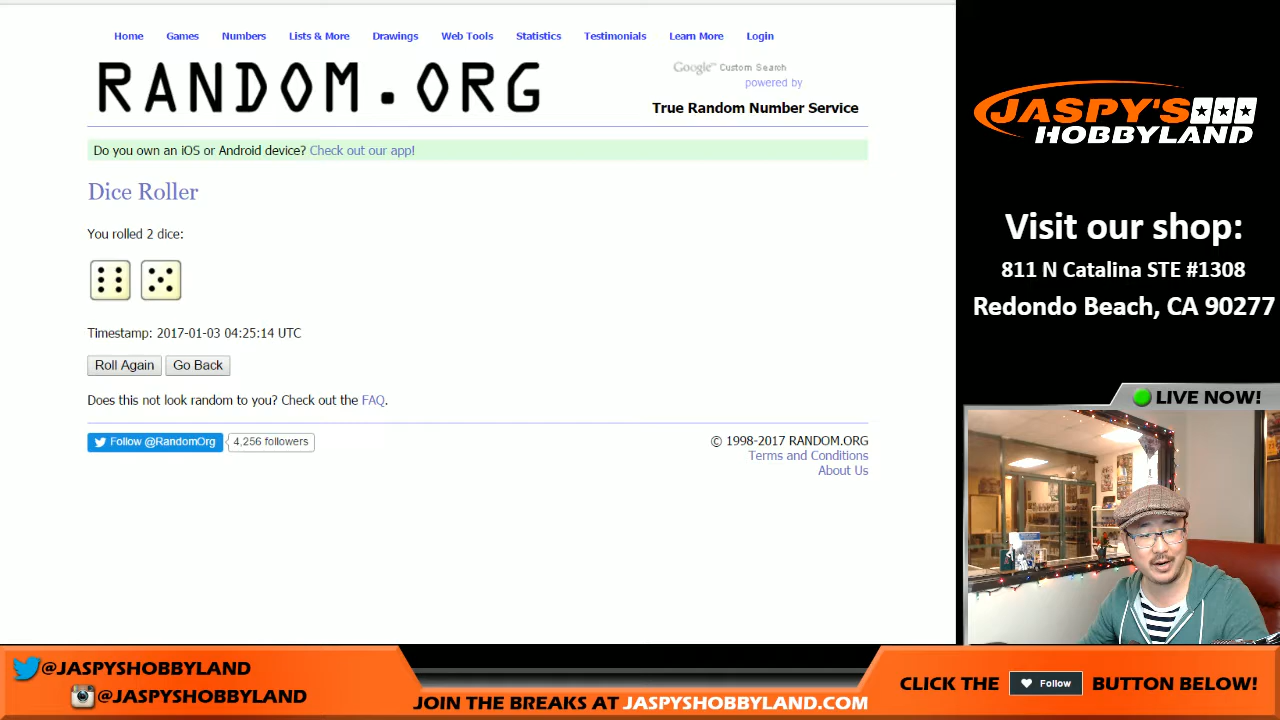 Home Games Numbers Lists & More Drawings Web Tools Statistics Testimonials Learn More Login
RANDOM.ORG
Google™ Custom Search
powered by
True Random Number Service
Do you own an iOS or Android device? Check out our app!
Dice Roller
You rolled 2 dice:
Timestamp: 2017-01-03 04:25:14 UTC
Roll Again Go Back
Does this not look random to you? Check out the FAQ.
Follow @RandomOrg 4,256 followers
© 1998-2017 RANDOM.ORG
Terms and Conditions
About Us
JASPY'S
HOBBYLAND
Visit our shop:
811 N Catalina STE #1308
Redondo Beach, CA 90277
LIVE NOW!
@JASPYSHOBBYLAND
@JASPYSHOBBYLAND
JOIN THE BREAKS AT JASPYSHOBBYLAND.COM
CLICK THE Follow BUTTON BELOW!